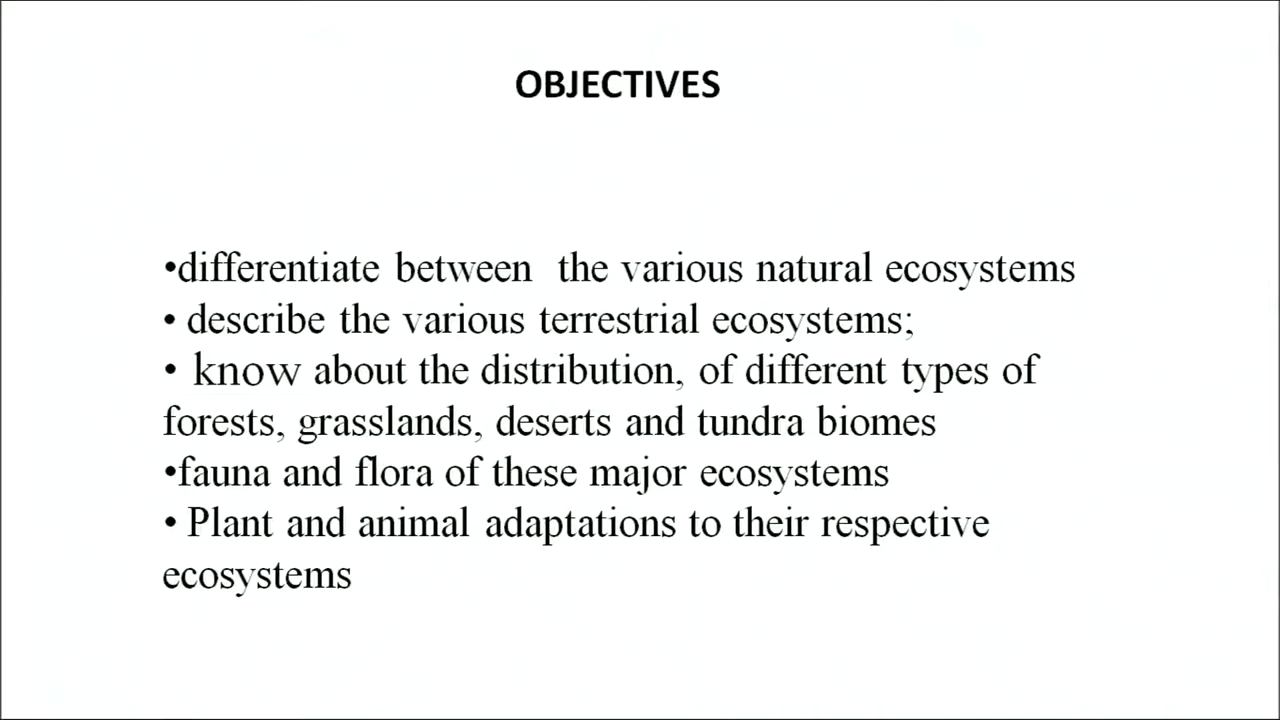 OBJECTIVES
•differentiate between the various natural ecosystems
• describe the various terrestrial ecosystems;
• know about the distribution, of different types of
forests, grasslands, deserts and tundra biomes
•fauna and flora of these major ecosystems
• Plant and animal adaptations to their respective
ecosystems